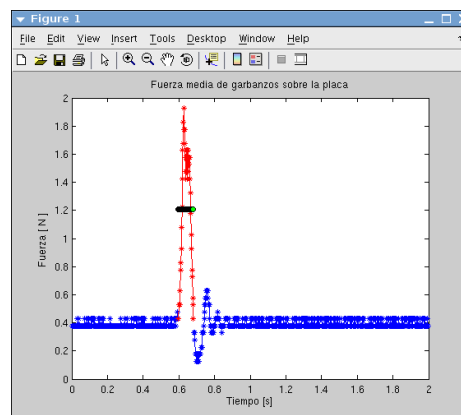 Figure 1
File Edit View Insert Tools Desktop Window Help
Fuerza media de garbanzos sobre la placa
2
1.8
1.6
1.4
1.2
1
0.8
0.6
0.4
0.2
0
Fuerza [ N ]
0 0.2 0.4 0.6 0.8 1 1.2 1.4 1.6 1.8 2
Tiempo [s]